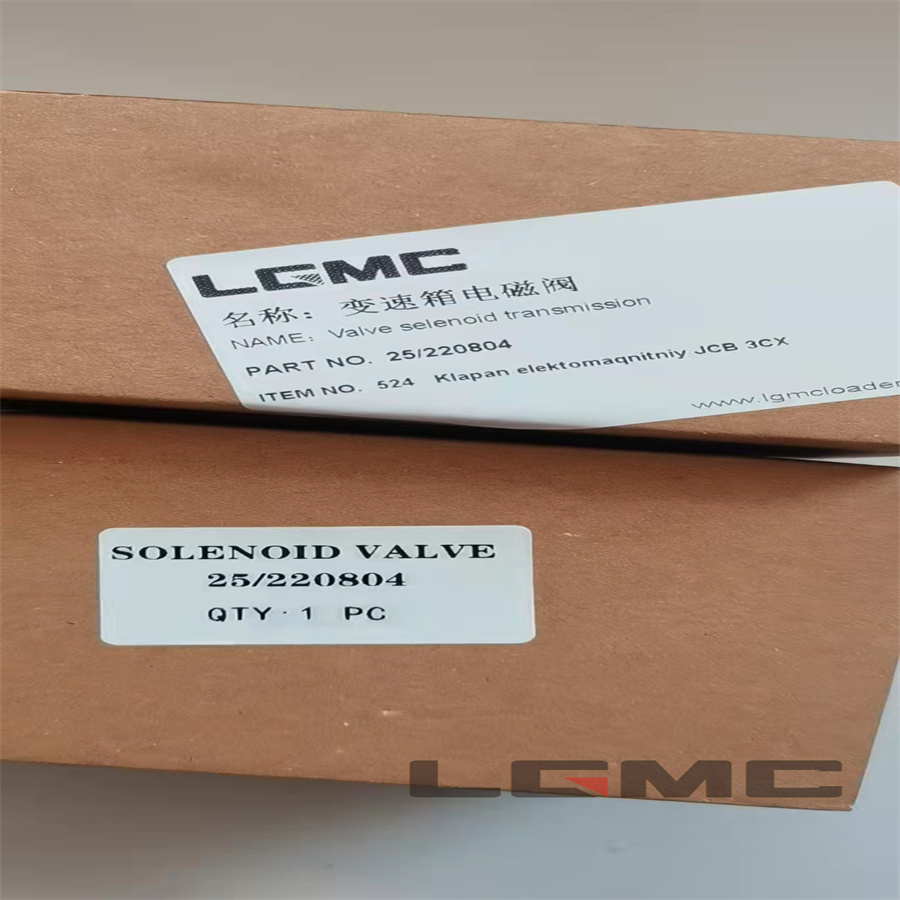 LGMC
名称：变速箱电磁阀
NAME: Valve selenoid transmission
PART NO. 25/220804
ITEM NO. 524 Klapan elektomaqnitniy JCB 3CX
www.lgmcloader
SOLENOID VALVE
25/220804
QTY·1 PC
LGMC